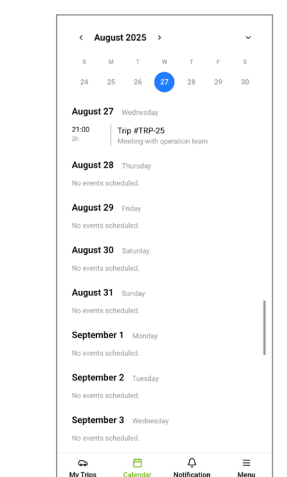 August 2025
S M T W T F S
24 25 26 27 28 29 30
August 27 Wednesday
21:00 Trip #TRP-25
2h Meeting with operation team
August 28 Thursday
No events scheduled.
August 29 Friday
No events scheduled.
August 30 Saturday
No events scheduled.
August 31 Sunday
No events scheduled.
September 1 Monday
No events scheduled.
September 2 Tuesday
No events scheduled.
September 3 Wednesday
No events scheduled.
My Trips Calendar Notification Menu